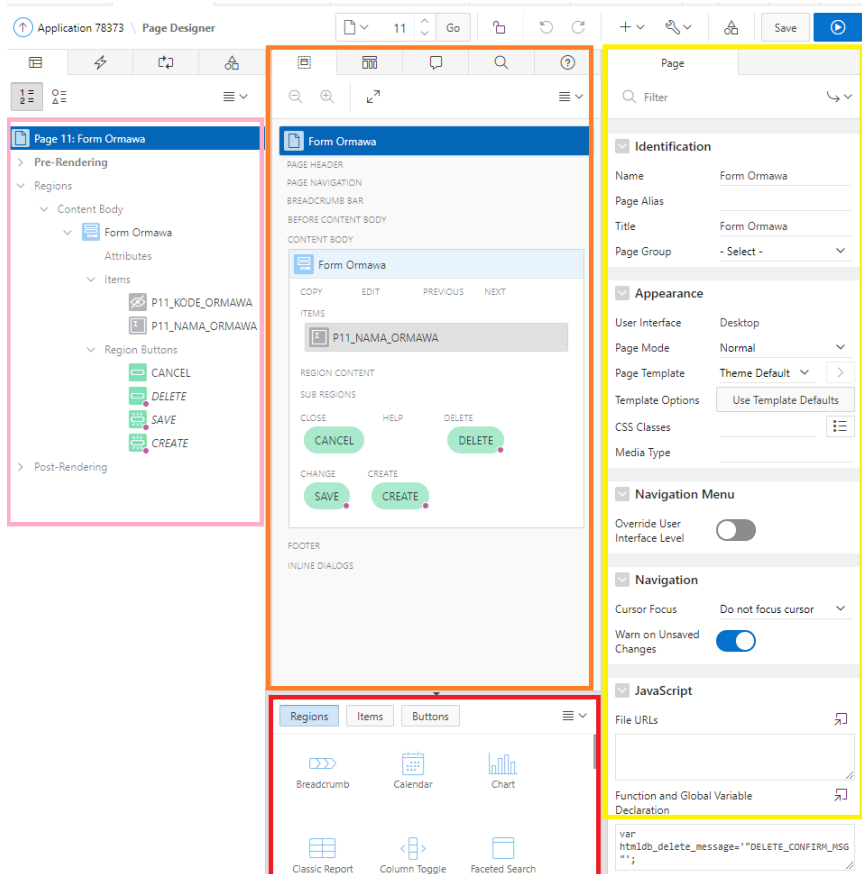 Application 78373 \ Page Designer
11
Go
Save
Page 11: Form Ormawa
Pre-Rendering
Regions
Content Body
Form Ormawa
Attributes
Items
P11_KODE_ORMAWA
P11_NAMA_ORMAWA
Region Buttons
CANCEL
DELETE
SAVE
CREATE
Post-Rendering
Form Ormawa
PAGE HEADER
PAGE NAVIGATION
BREADCRUMB BAR
BEFORE CONTENT BODY
CONTENT BODY
Form Ormawa
COPY EDIT PREVIOUS NEXT
ITEMS
P11_NAMA_ORMAWA
REGION CONTENT
SUB REGIONS
CLOSE HELP DELETE
CANCEL DELETE
CHANGE CREATE
SAVE CREATE
FOOTER
INLINE DIALOGS
Regions Items Buttons
Breadcrumb Calendar Chart
Classic Report Column Toggle Faceted Search
Page
Filter
Identification
Name Form Ormawa
Page Alias
Title Form Ormawa
Page Group - Select -
Appearance
User Interface Desktop
Page Mode Normal
Page Template Theme Default
Template Options Use Template Defaults
CSS Classes
Media Type
Navigation Menu
Override User
Interface Level
Navigation
Cursor Focus Do not focus cursor
Warn on Unsaved
Changes
JavaScript
File URLs
Function and Global Variable
Declaration
var
htmldb_delete_message='"DELETE_CONFIRM_MSG
"';